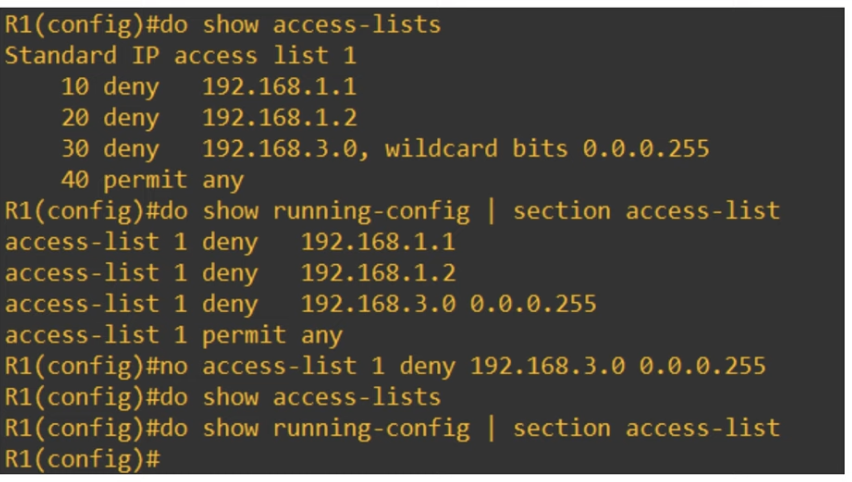 R1(config)#do show access-lists
Standard IP access list 1
    10 deny   192.168.1.1
    20 deny   192.168.1.2
    30 deny   192.168.3.0, wildcard bits 0.0.0.255
    40 permit any
R1(config)#do show running-config | section access-list
access-list 1 deny   192.168.1.1
access-list 1 deny   192.168.1.2
access-list 1 deny   192.168.3.0 0.0.0.255
access-list 1 permit any
R1(config)#no access-list 1 deny 192.168.3.0 0.0.0.255
R1(config)#do show access-lists
R1(config)#do show running-config | section access-list
R1(config)#